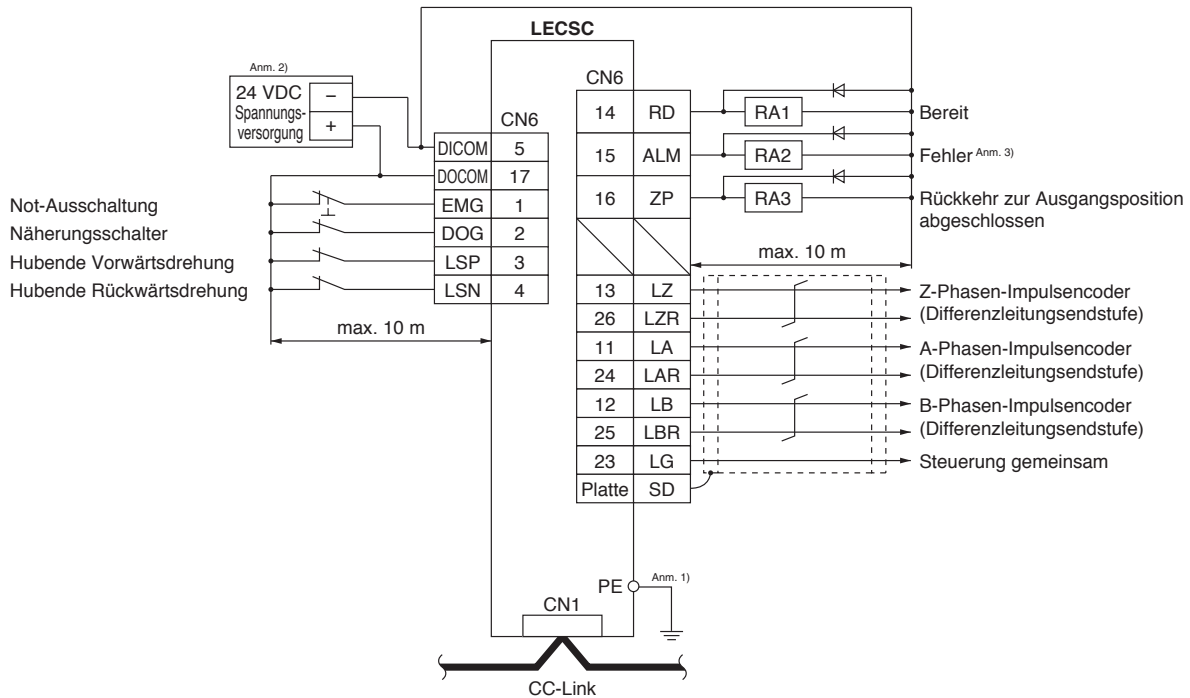 LECSC
Anm. 2)
24 VDC
Spannungs-
versorgung
–
+
CN6
DICOM 5
DOCOM 17
EMG 1
DOG 2
LSP 3
LSN 4
Not-Ausschaltung
Näherungsschalter
Hubende Vorwärtsdrehung
Hubende Rückwärtsdrehung
max. 10 m
CN6
14 RD RA1 Bereit
15 ALM RA2 Fehler Anm. 3)
16 ZP RA3 Rückkehr zur Ausgangsposition
abgeschlossen
max. 10 m
13 LZ Z-Phasen-Impulsencoder
26 LZR (Differenzleitungsendstufe)
11 LA A-Phasen-Impulsencoder
24 LAR (Differenzleitungsendstufe)
12 LB B-Phasen-Impulsencoder
25 LBR (Differenzleitungsendstufe)
23 LG Steuerung gemeinsam
Platte SD
PE Anm. 1)
CN1
CC-Link